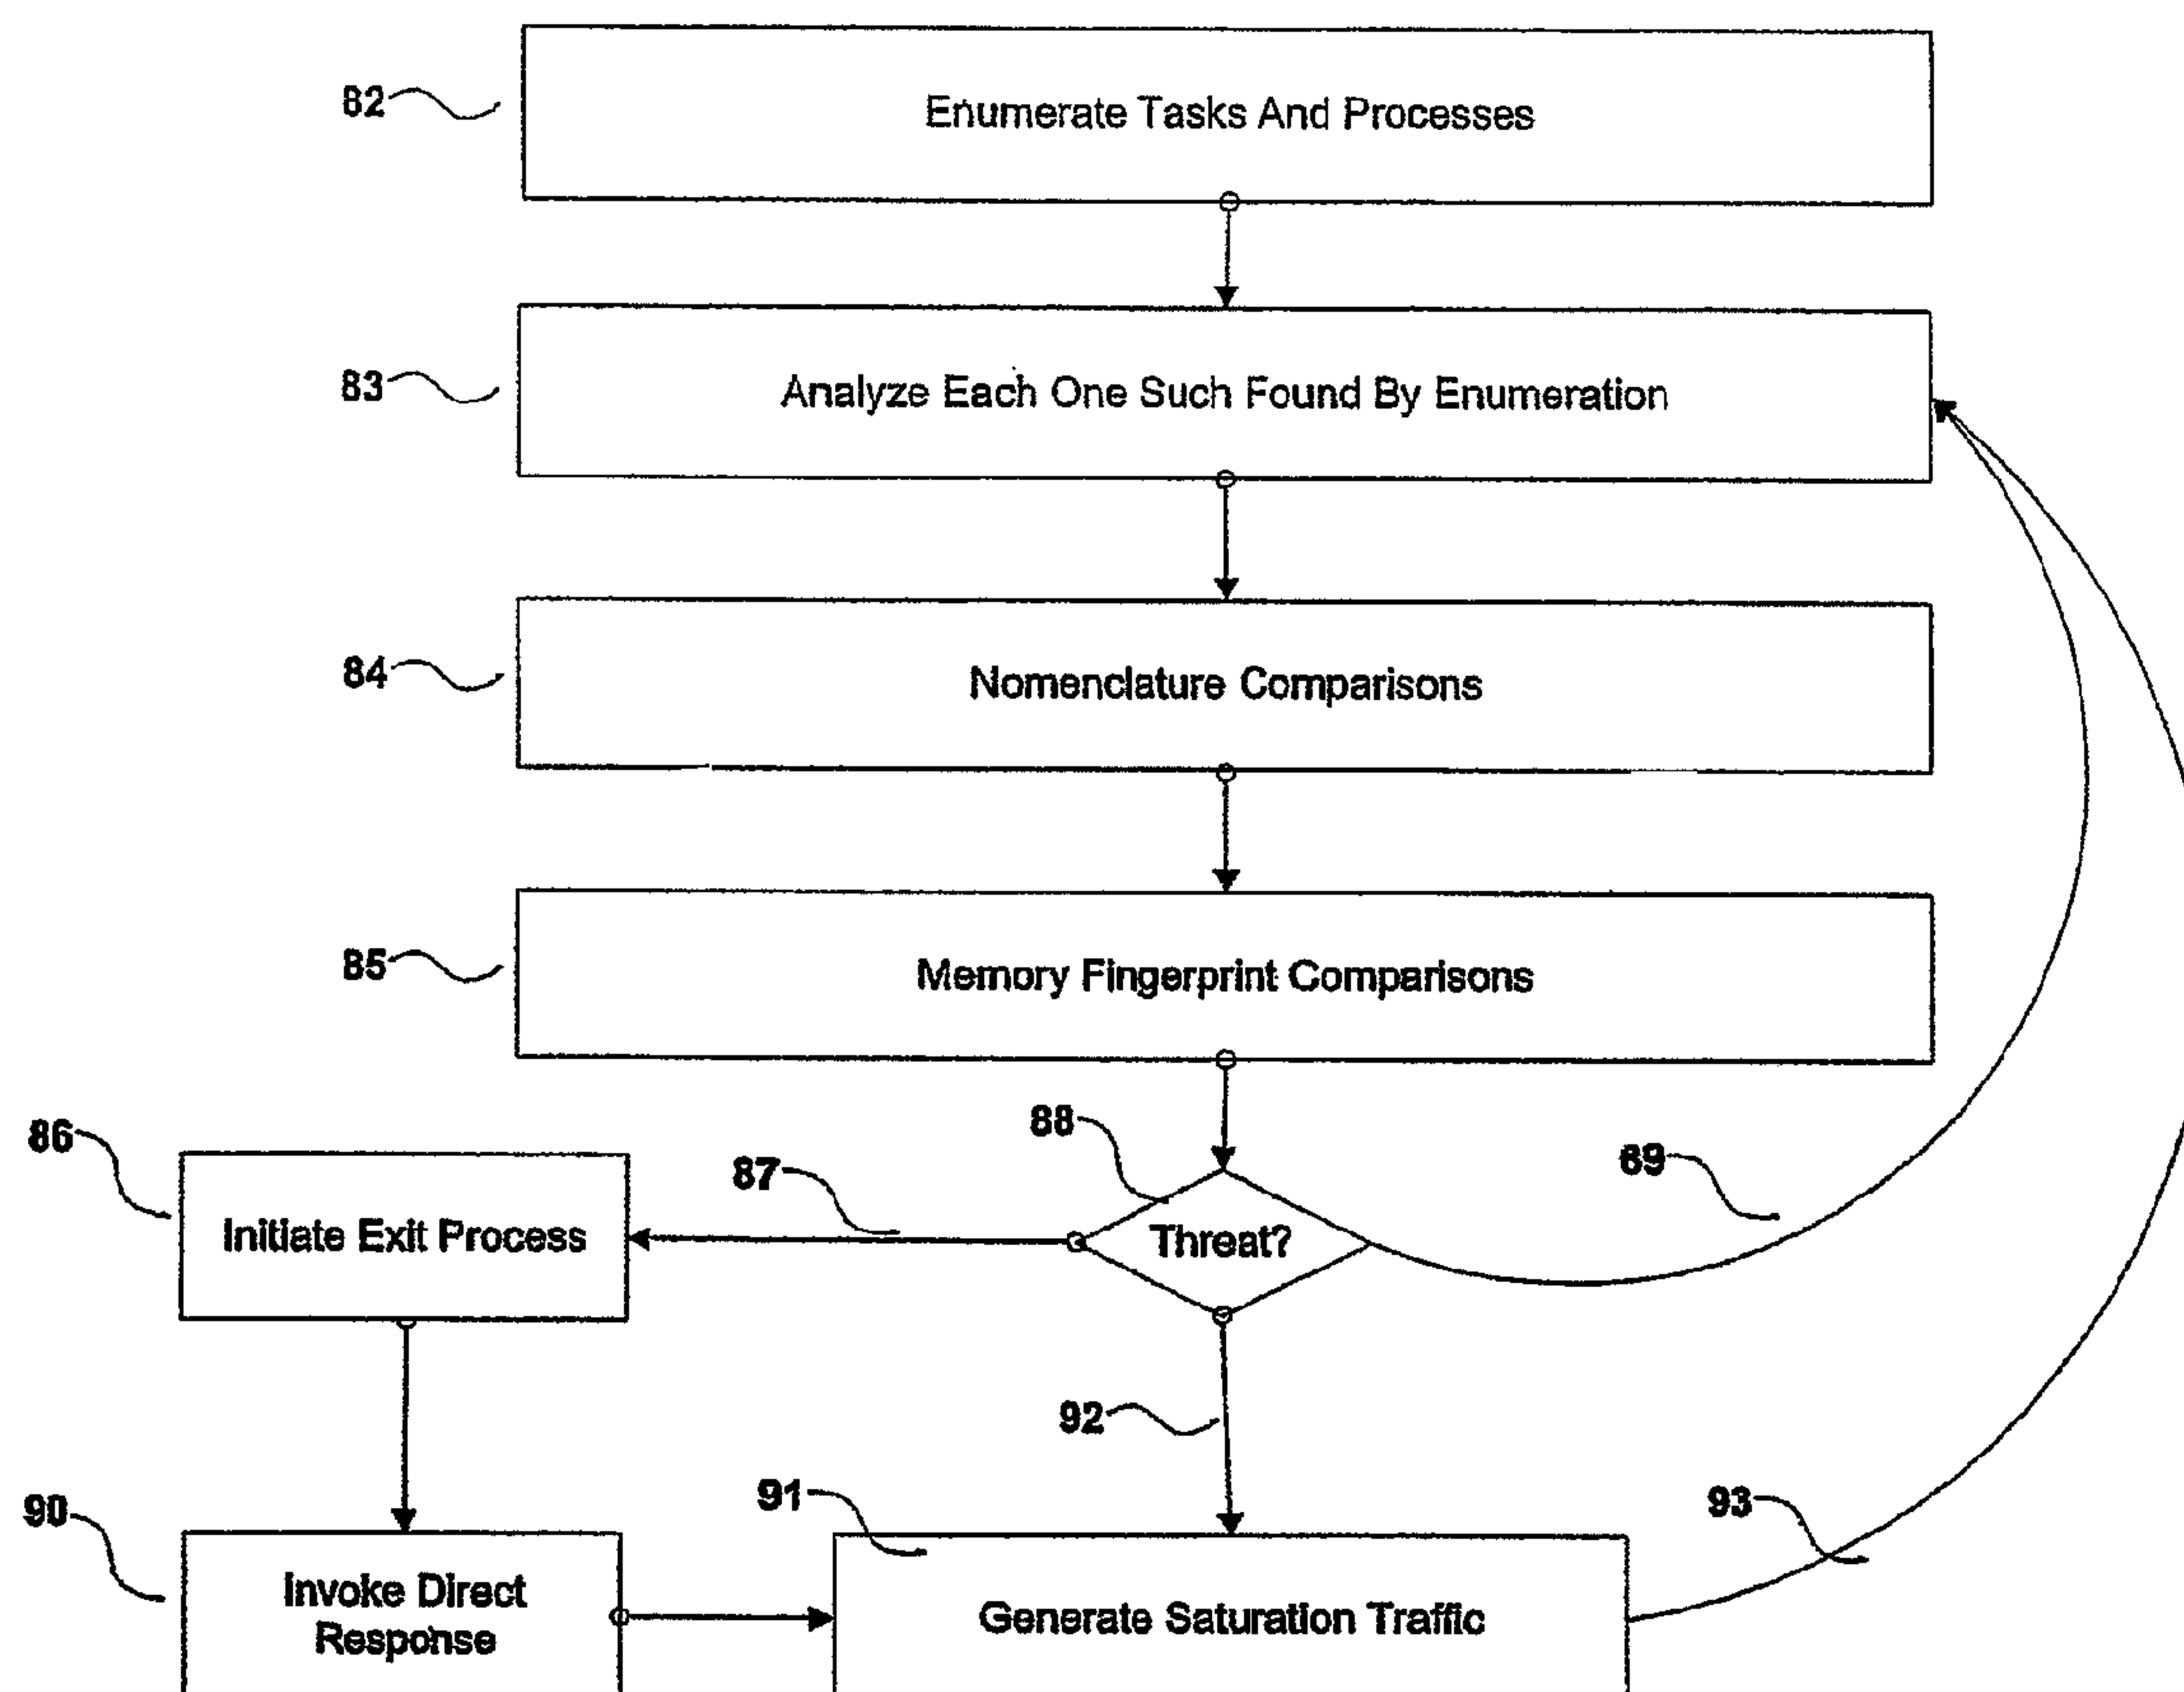 82
Enumerate Tasks And Processes
83
Analyze Each One Such Found By Enumeration
84
Nomenclature Comparisons
85
Memory Fingerprint Comparisons
86
Initiate Exit Process
87
88
Threat?
89
92
90
Invoke Direct
Response
91
Generate Saturation Traffic
93